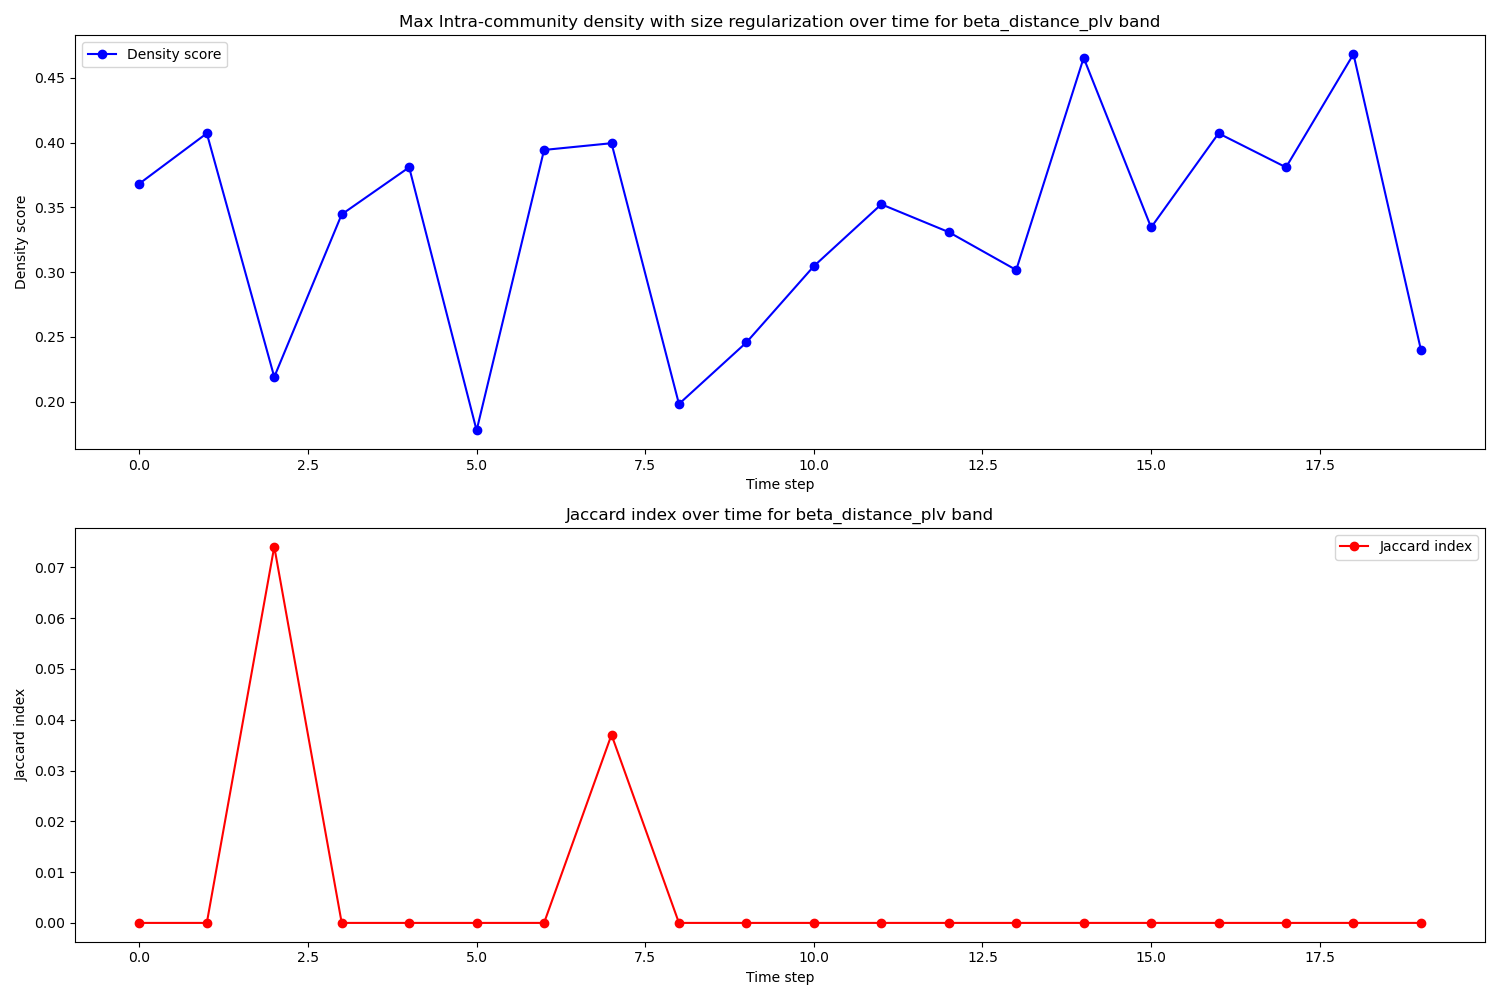 Max Intra-community density with size regularization over time for beta_distance_plv band
Density score
0.45
0.40
0.35
0.30
0.25
0.20
Density score
0.0 2.5 5.0 7.5 10.0 12.5 15.0 17.5
Time step
Jaccard index over time for beta_distance_plv band
Jaccard index
0.07
0.06
0.05
0.04
0.03
0.02
0.01
0.00
Jaccard index
0.0 2.5 5.0 7.5 10.0 12.5 15.0 17.5
Time step